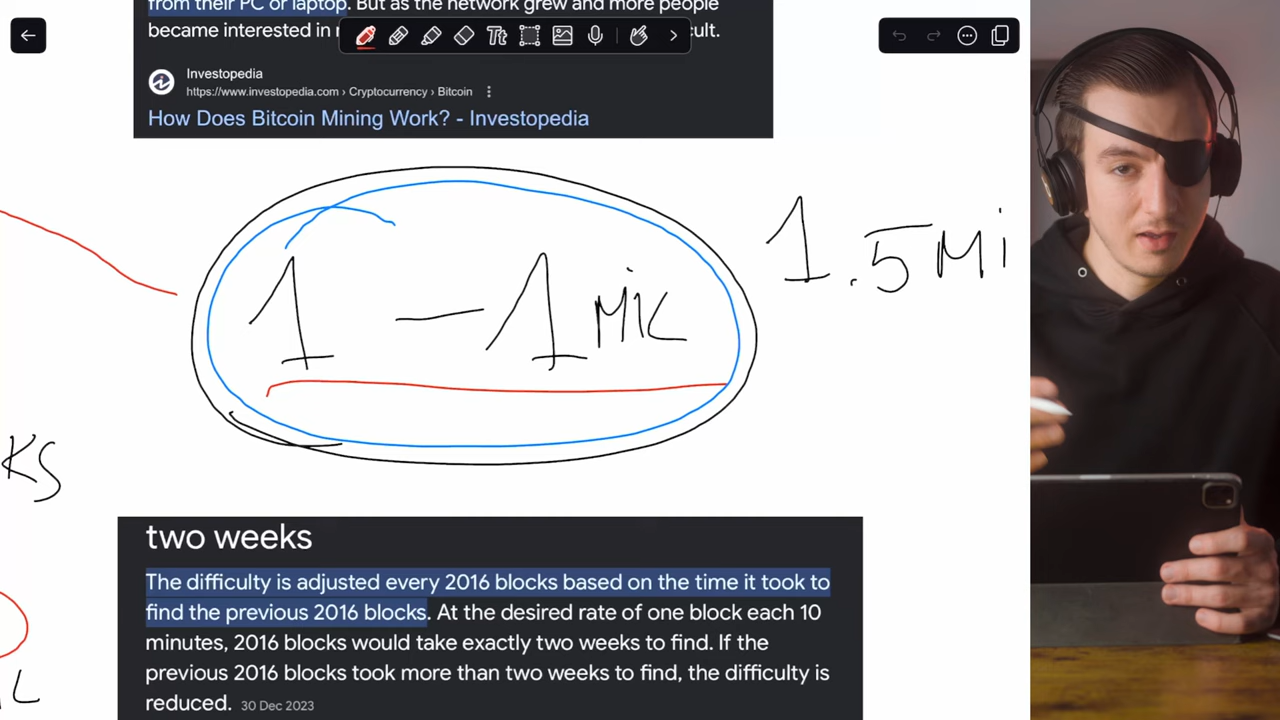 from their PC or laptop. But as the network grew and more people
became interested in
cult.
Tt
Investopedia
https://www.investopedia.com › Cryptocurrency › Bitcoin
How Does Bitcoin Mining Work? - Investopedia
1.5Mi
1 – 1 MiL
KS
L
two weeks
The difficulty is adjusted every 2016 blocks based on the time it took to
find the previous 2016 blocks. At the desired rate of one block each 10
minutes, 2016 blocks would take exactly two weeks to find. If the
previous 2016 blocks took more than two weeks to find, the difficulty is
reduced. 30 Dec 2023